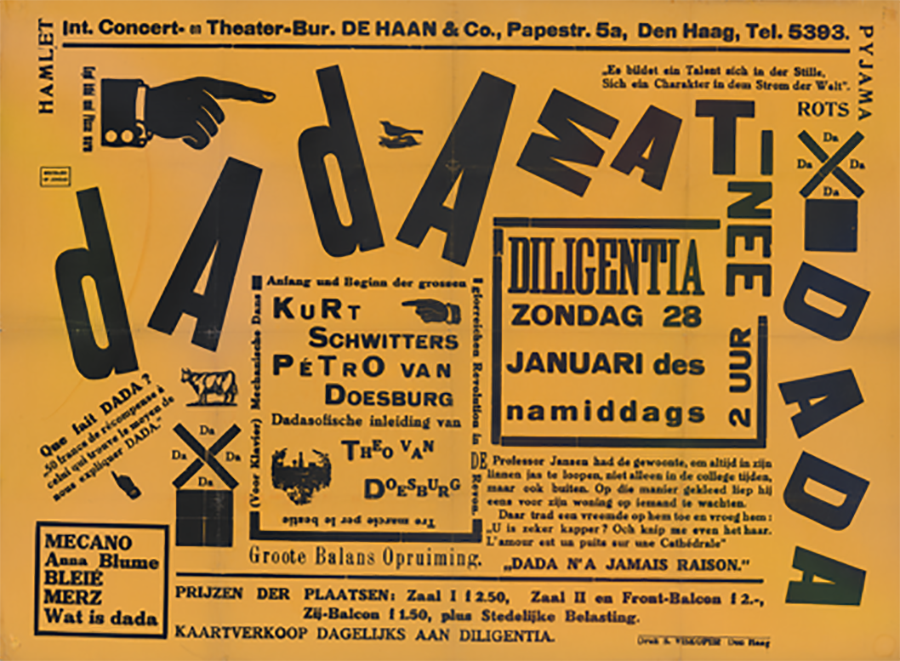 HAMLET
Int. Concert- en Theater-Bur. DE HAAN & Co., Papestr. 5a, Den Haag, Tel. 5393.
PYJAMA
„Es bildet ein Talent sich in der Stille,
Sich ein Charakter in dem Strom der Welt".
ROTS
Da
Da Da
Da
dAdA
MATINÉE
DADA
DILIGENTIA
ZONDAG 28
JANUARI des
namiddags
2 UUR
Anfang und Beginn der grossen
glorreichen Revolution in
Revon.
(Voor Klavier) Mechanische Dans
KURT
SCHWITTERS
PÉTRO VAN
DOESBURG
Dadasofische inleiding van
THEO VAN
DOESBURG
Tre marcie per le bestie
Que fait DADA?
„50 francs de récompense à
celui qui trouve le moyen de
nous expliquer DADA."
Da
Da Da
Da
DE Professor Jansen had de gewoonte, om altijd in zijn
linnen jas te loopen, niet alleen in de college tijden,
maar ook buiten. Op die manier gekleed liep hij
eens voor zijn woning op iemand te wachten.
Daar trad een vreemde op hem toe en vroeg hem:
„U is zeker kapper? Och knip me even het haar.
L'amour est un puits sur une Cathédrale"
Groote Balans Opruiming.
„DADA N'A JAMAIS RAISON."
MECANO
Anna Blume
BLEIÉ
MERZ
Wat is dada
PRIJZEN DER PLAATSEN: Zaal I f 2.50, Zaal II en Front-Balcon f 2.-,
Zij-Balcon f 1.50, plus Stedelijke Belasting.
KAARTVERKOOP DAGELIJKS AAN DILIGENTIA.
Druk S. Den Haag